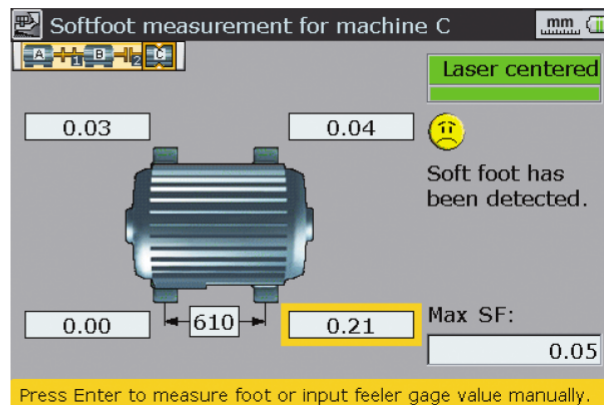 Softfoot measurement for machine C
mm
A 1 B 2 C
Laser centered
0.03 0.04
Soft foot has
been detected.
0.00 610 0.21
Max SF:
0.05
Press Enter to measure foot or input feeler gage value manually.